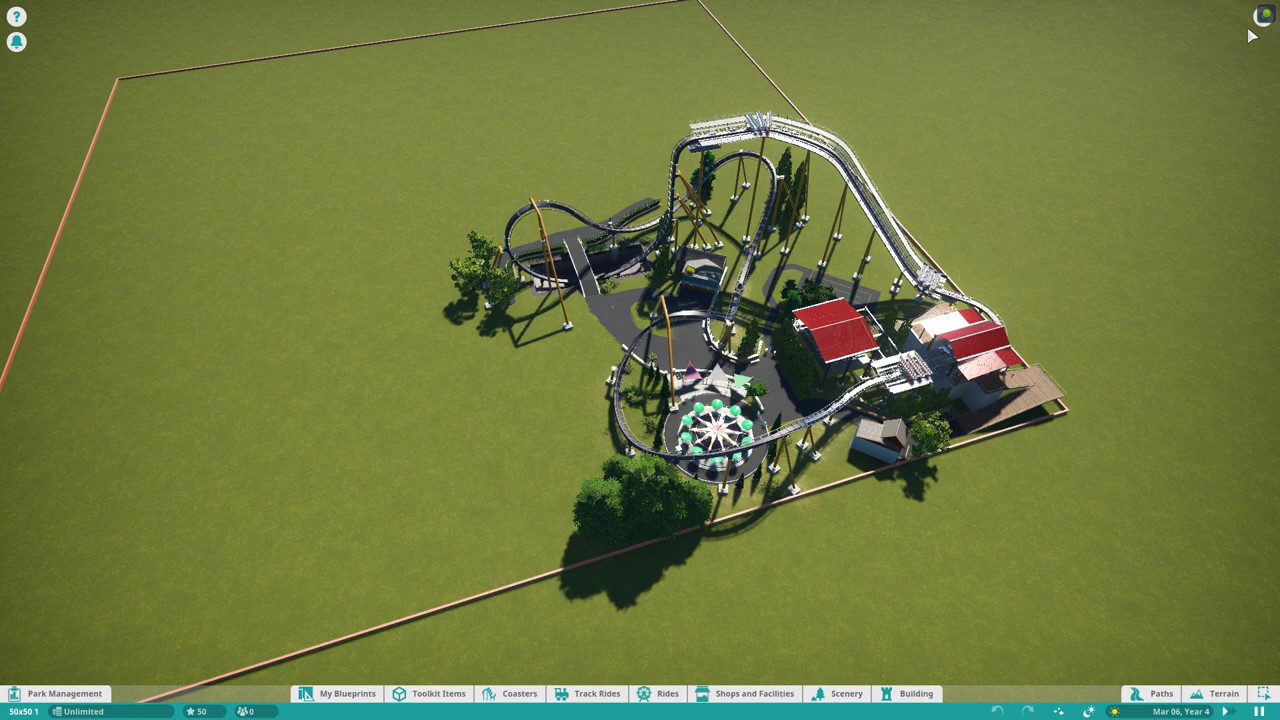 ?
Park Management
My Blueprints
Toolkit Items
Coasters
Track Rides
Rides
Shops and Facilities
Scenery
Building
Paths
Terrain
50x50 1
Unlimited
50
0
Mar 06, Year 4